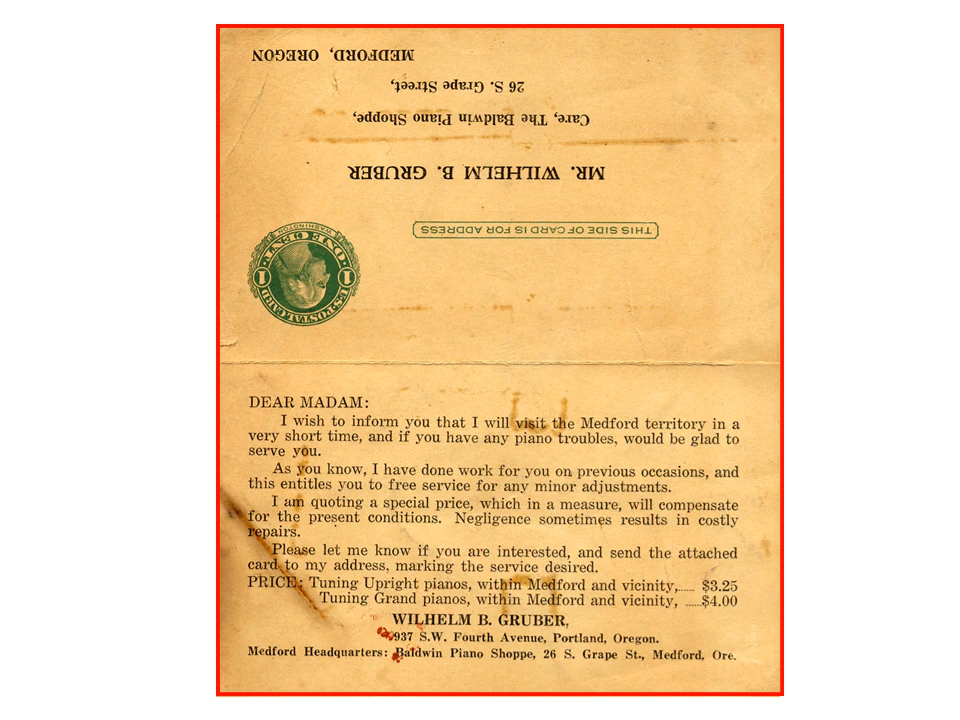 U.S. POSTAL CARD
1 1
ONE CENT
WASHINGTON
THIS SIDE OF CARD IS FOR ADDRESS
MR. WILHELM B. GRUBER
Care, The Baldwin Piano Shoppe,
26 S. Grape Street,
MEDFORD, OREGON
DEAR MADAM:
I wish to inform you that I will visit the Medford territory in a
very short time, and if you have any piano troubles, would be glad to
serve you.
As you know, I have done work for you on previous occasions, and
this entitles you to free service for any minor adjustments.
I am quoting a special price, which in a measure, will compensate
for the present conditions. Negligence sometimes results in costly
repairs.
Please let me know if you are interested, and send the attached
card to my address, marking the service desired.
PRICE: Tuning Upright pianos, within Medford and vicinity,...... $3.25
Tuning Grand pianos, within Medford and vicinity, ......$4.00
WILHELM B. GRUBER,
937 S.W. Fourth Avenue, Portland, Oregon.
Medford Headquarters: Baldwin Piano Shoppe, 26 S. Grape St., Medford, Ore.